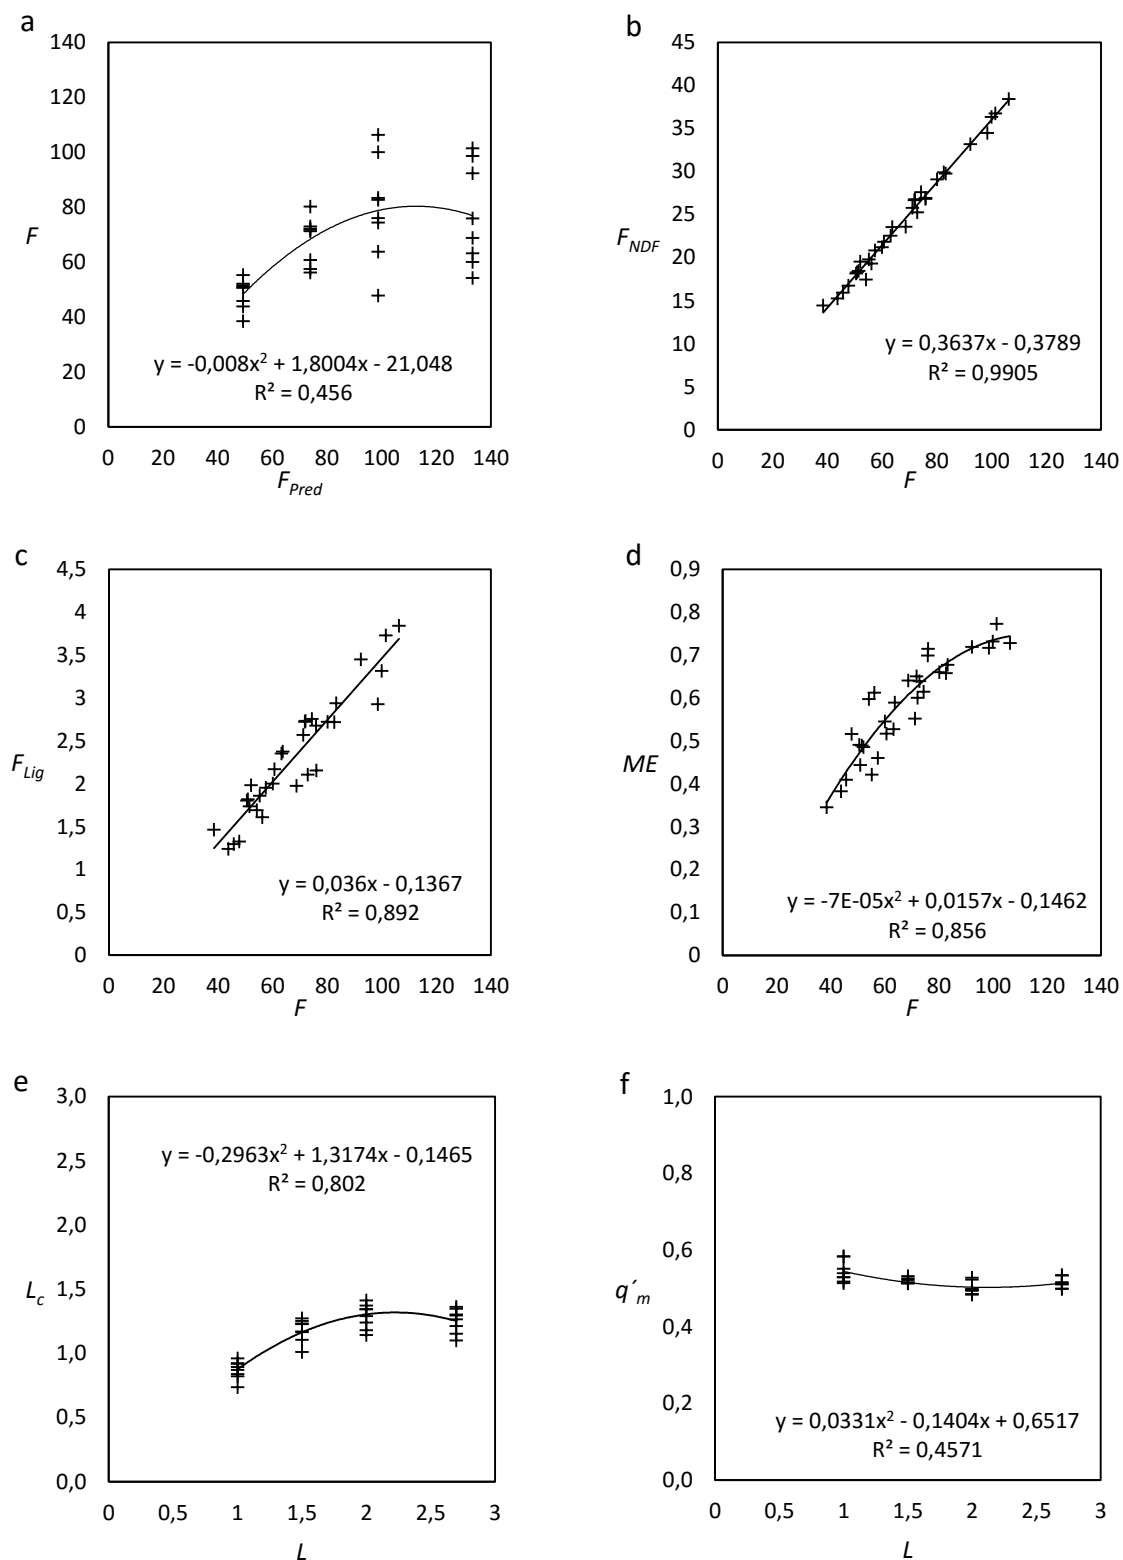 a
140
120
100
80
60
40
20
0
F
y = -0,008x² + 1,8004x - 21,048
R² = 0,456
0 20 40 60 80 100 120 140
F_Pred
b
45
40
35
30
25
20
15
10
5
0
F_NDF
y = 0,3637x - 0,3789
R² = 0,9905
0 20 40 60 80 100 120 140
F
c
4,5
4
3,5
3
2,5
2
1,5
1
0,5
0
F_Lig
y = 0,036x - 0,1367
R² = 0,892
0 20 40 60 80 100 120 140
F
d
0,9
0,8
0,7
0,6
0,5
0,4
0,3
0,2
0,1
0
ME
y = -7E-05x² + 0,0157x - 0,1462
R² = 0,856
0 20 40 60 80 100 120 140
F
e
3,0
2,5
2,0
1,5
1,0
0,5
0,0
L_c
y = -0,2963x² + 1,3174x - 0,1465
R² = 0,802
0 0,5 1 1,5 2 2,5 3
L
f
1,0
0,8
0,6
0,4
0,2
0,0
q´_m
y = 0,0331x² - 0,1404x + 0,6517
R² = 0,4571
0 0,5 1 1,5 2 2,5 3
L